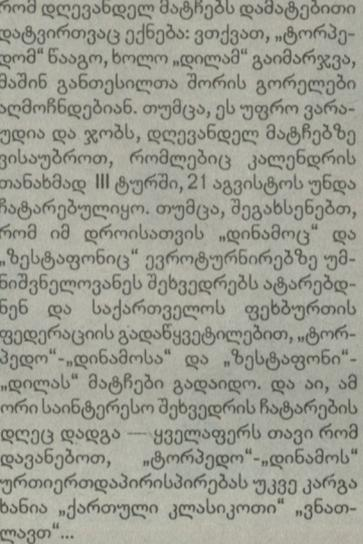 რომ დღევანდელ მატჩებს დამატებითი
დატვირთვაც ექნება: ვთქვათ, „ტორპე-
დომ“ წააგო, ხოლო „დილამ“ გაიმარჯვა,
მაშინ განთესილთა შორის გორელები
აღმოჩნდებიან. თუმცა, ეს უფრო ვარა-
უდია და ჯობს, დღევანდელ მატჩებზე
ვისაუბროთ, რომლებიც კალენდრის
თანახმად III ტურში, 21 აგვისტოს უნდა
ჩატარებულიყო. თუმცა, შეგახსენებთ,
რომ იმ დროისათვის „დინამოც“ და
„ზესტაფონიც“ ევროტურნირებზე უმ-
ნიშვნელოვანეს შეხვედრებს ატარებდ-
ნენ და საქართველოს ფეხბურთის
ფედერაციის გადაწყვეტილებით, „ტორ-
პედო“-„დინამოსა“ და „ზესტაფონი“-
„დილას“ მატჩები გადაიდო. და აი, ამ
ორი საინტერესო შეხვედრის ჩატარების
დღეც დადგა — ყველაფერს თავი რომ
დავანებოთ, „ტორპედო“-„დინამოს“
ურთიერთდაპირისპირებას უკვე კარგა
ხანია „ქართული კლასიკოთი“ „ვნათ-
ლავთ“...